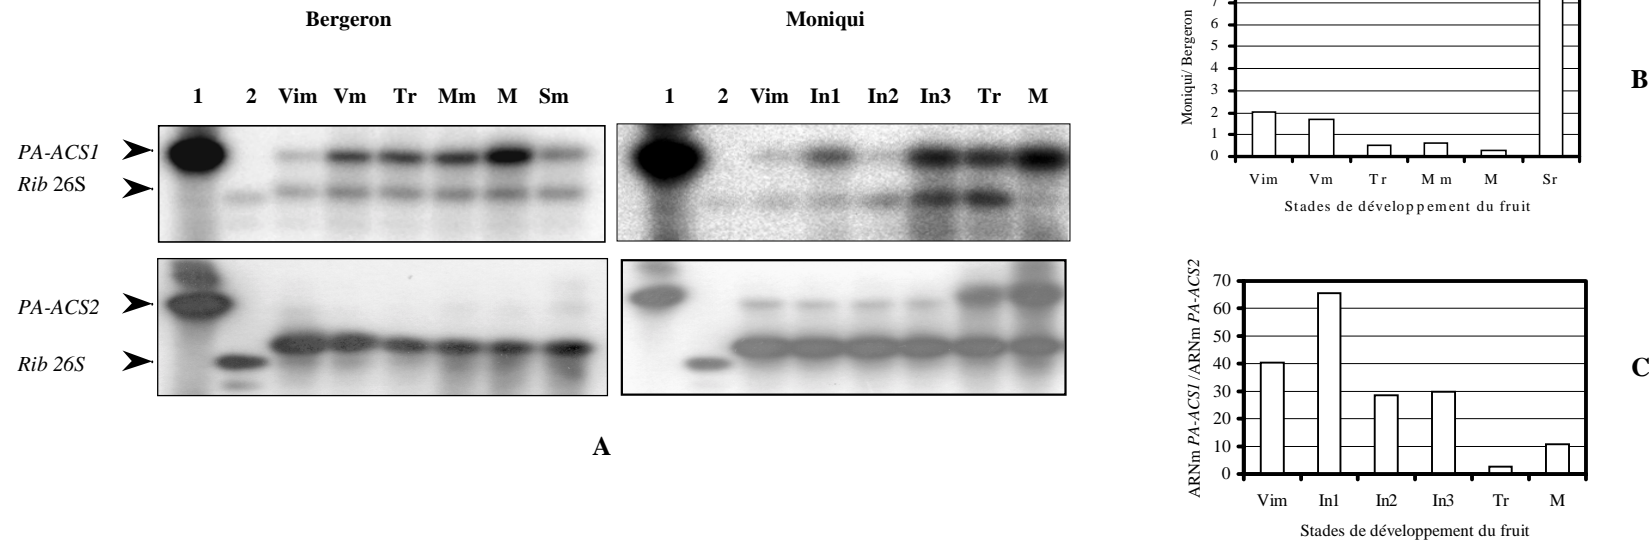 Bergeron
Moniqui
1 2 Vim Vm Tr Mm M Sm
1 2 Vim In1 In2 In3 Tr M
PA-ACS1
Rib 26S
PA-ACS2
Rib 26S
A
Moniqui/ Bergeron
7
6
5
4
3
2
1
0
Vim Vm Tr Mm M Sr
Stades de développement du fruit
B
ARNm PA-ACS1 /ARNm PA-ACS2
70
60
50
40
30
20
10
0
Vim In1 In2 In3 Tr M
Stades de développement du fruit
C